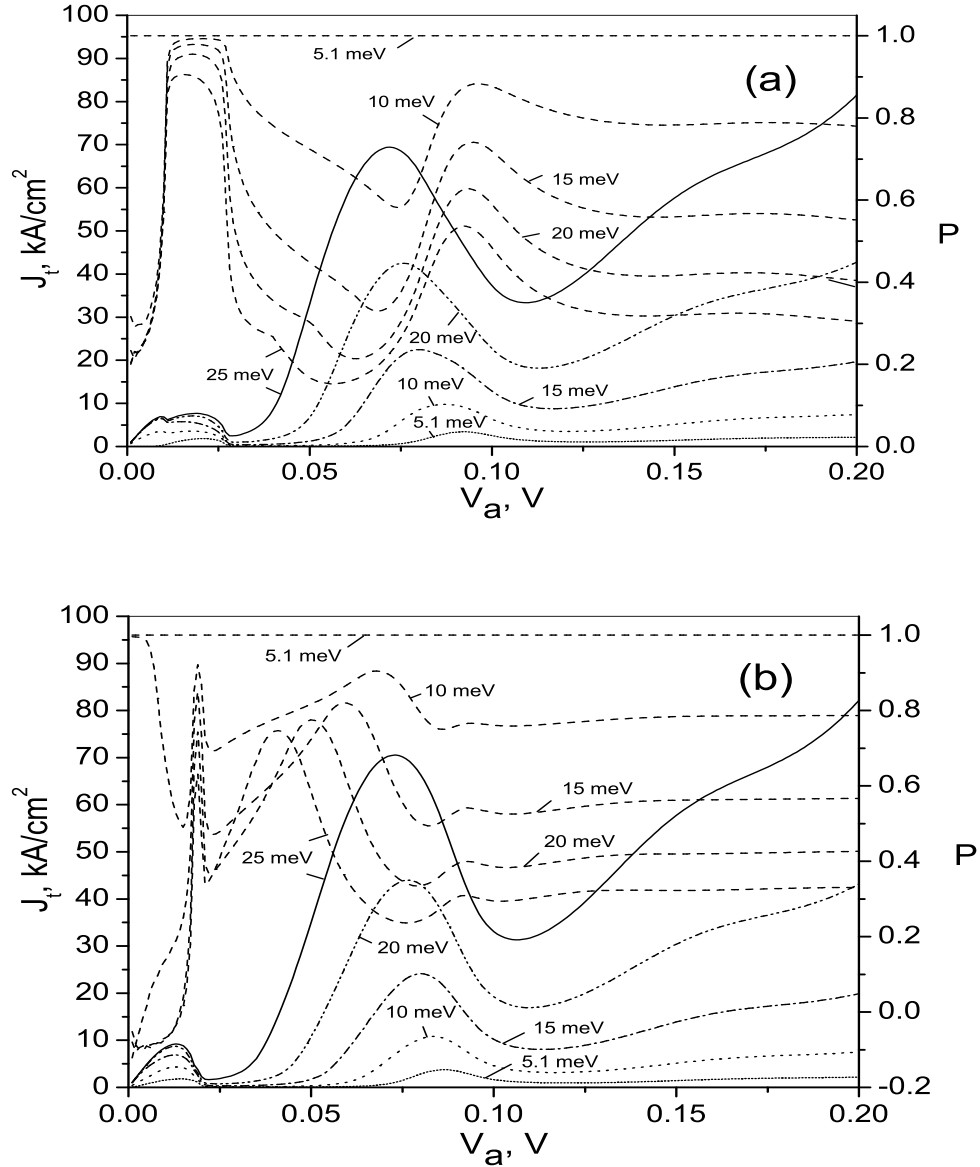 100
90
80
70
60
50
40
30
20
10
0
J_t, kA/cm^2
1.0
0.8
0.6
0.4
0.2
0.0
P
(a)
5.1 meV
10 meV
15 meV
20 meV
20 meV
25 meV
10 meV
15 meV
5.1 meV
0.00 0.05 0.10 0.15 0.20
V_a, V
100
90
80
70
60
50
40
30
20
10
0
J_t, kA/cm^2
1.0
0.8
0.6
0.4
0.2
0.0
-0.2
P
(b)
5.1 meV
10 meV
15 meV
20 meV
25 meV
20 meV
10 meV
15 meV
5.1 meV
0.00 0.05 0.10 0.15 0.20
V_a, V